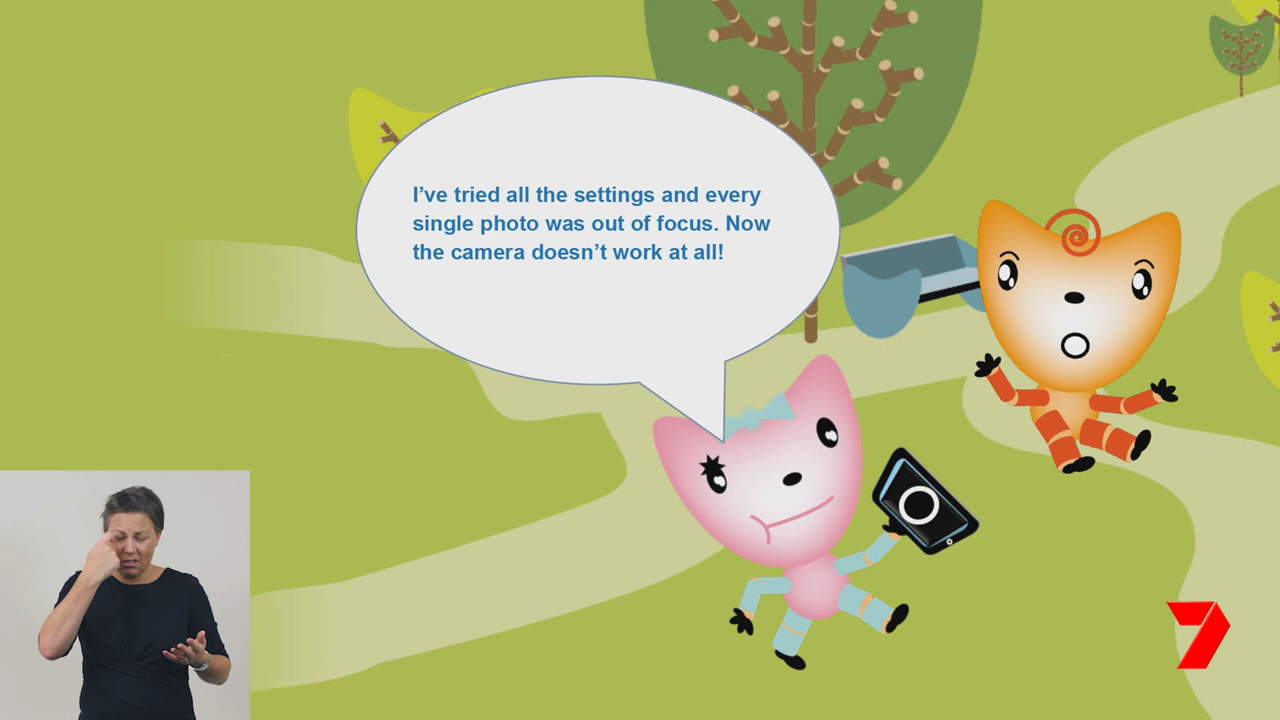 I’ve tried all the settings and every
single photo was out of focus. Now
the camera doesn’t work at all!
7